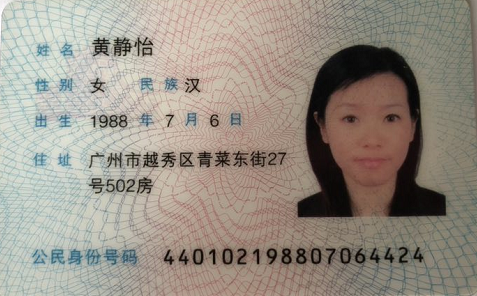 姓名 黄静怡
性别 女 民族 汉
出生 1988 年 7 月 6 日
住址 广州市越秀区青菜东街27
号502房
公民身份号码 440102198807064424